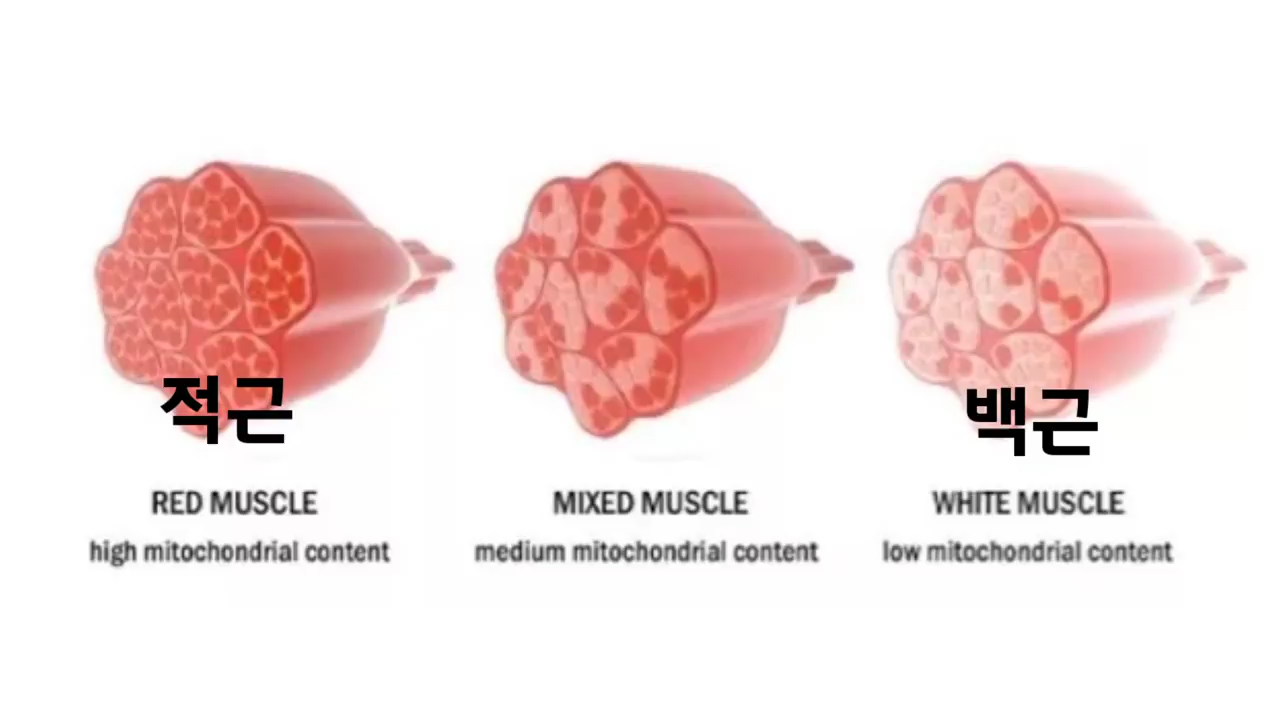 적근
백근
RED MUSCLE
MIXED MUSCLE
WHITE MUSCLE
high mitochondrial content
medium mitochondrial content
low mitochondrial content